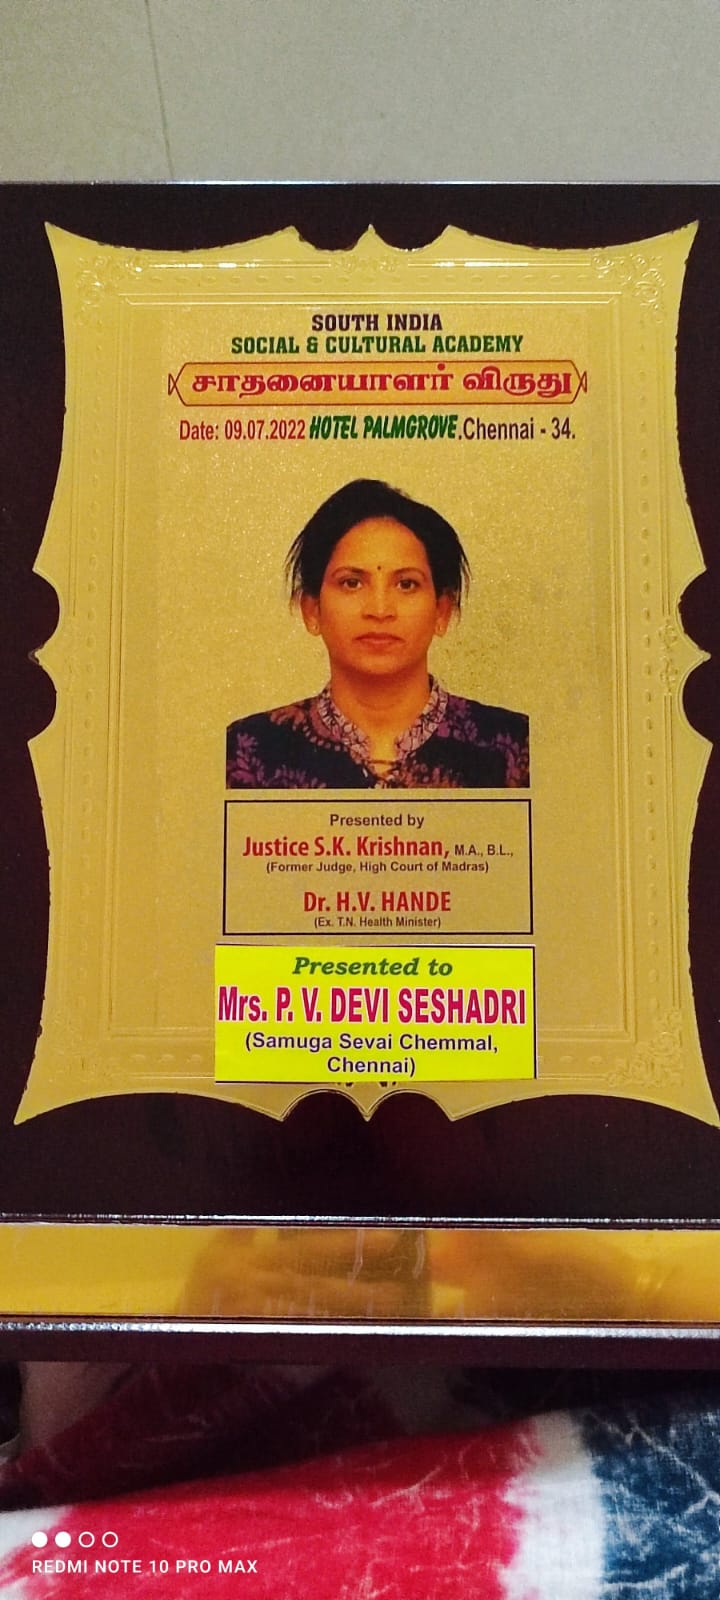 SOUTH INDIA
SOCIAL & CULTURAL ACADEMY
சாதனையாளர் விருது
Date: 09.07.2022 HOTEL PALMGROVE.Chennai - 34.
Presented by
Justice S.K. Krishnan, M.A., B.L.,
(Former Judge, High Court of Madras)
Dr. H.V. HANDE
(Ex. T.N. Health Minister)
Presented to
Mrs. P. V. DEVI SESHADRI
(Samuga Sevai Chemmal,
Chennai)
REDMI NOTE 10 PRO MAX